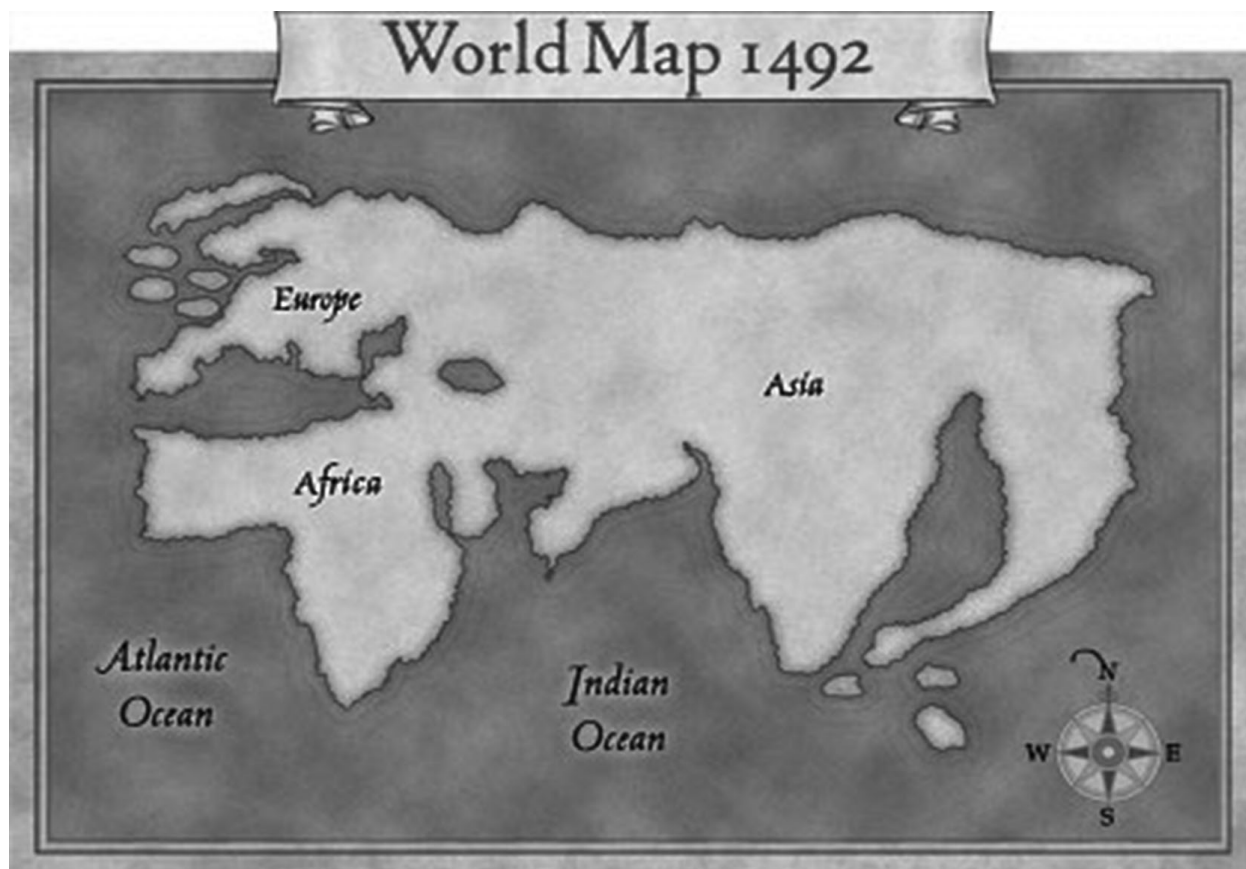 World Map 1492
Europe
Asia
Africa
Atlantic
Ocean
Indian
Ocean
N
W
E
S